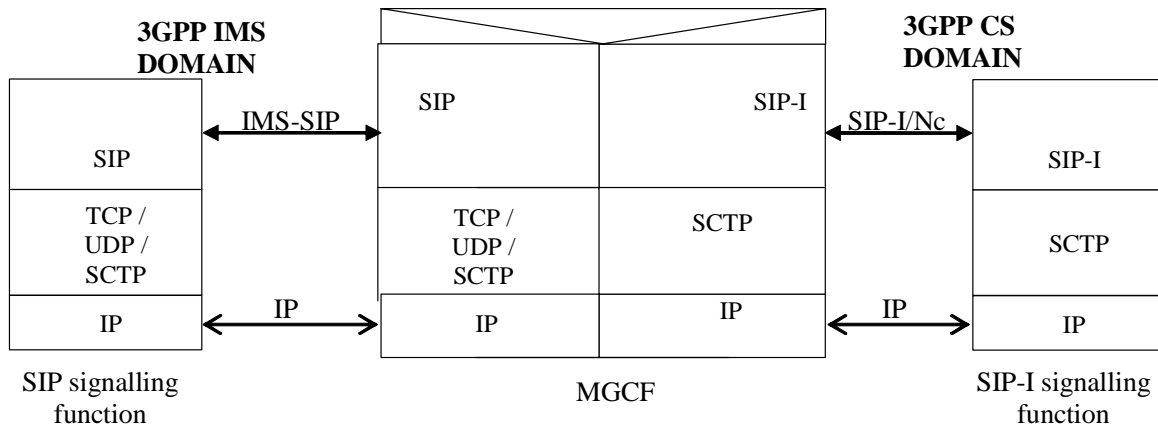 3GPP IMS
DOMAIN
3GPP CS
DOMAIN
SIP
IMS-SIP
SIP
SIP-I
SIP-I/Nc
SIP-I
TCP /
UDP /
SCTP
TCP /
UDP /
SCTP
SCTP
SCTP
IP
IP
IP
IP
IP
IP
SIP signalling
function
MGCF
SIP-I signalling
function